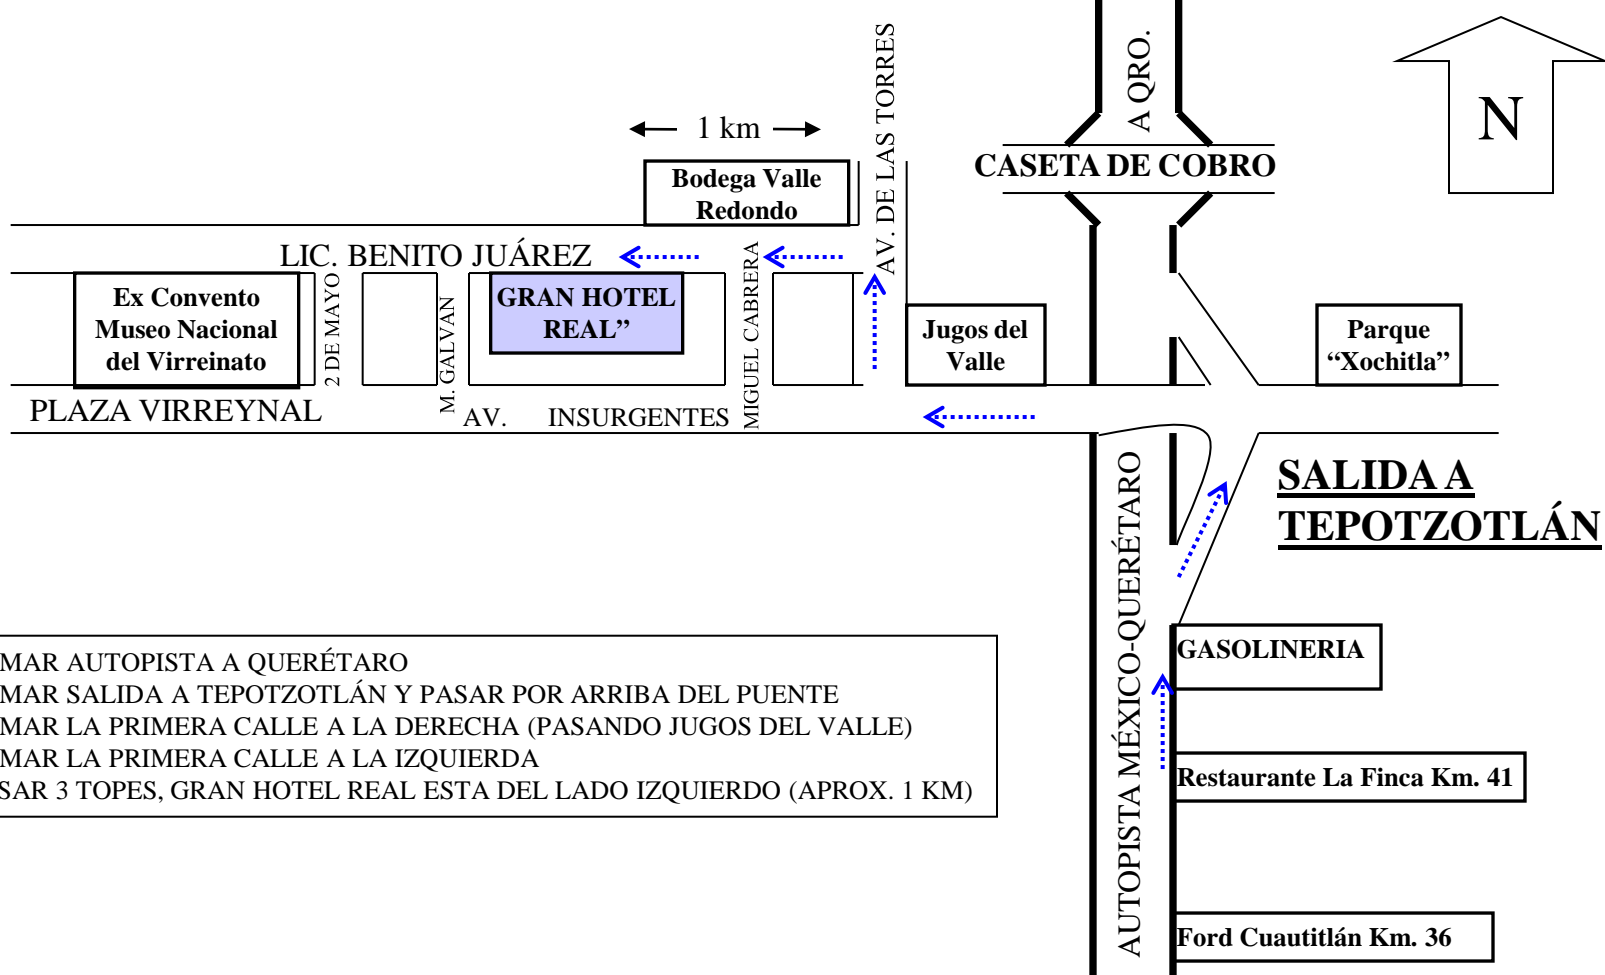 A QRO.
N
AV. DE LAS TORRES
1 km
CASETA DE COBRO
Bodega Valle
Redondo
LIC. BENITO JUÁREZ
MIGUEL CABRERA
Ex Convento
Museo Nacional
del Virreinato
2 DE MAYO
M. GALVAN
GRAN HOTEL
REAL”
Jugos del
Valle
Parque
“Xochitla”
PLAZA VIRREYNAL
AV. INSURGENTES
SALIDA A
TEPOTZOTLÁN
AUTOPISTA MÉXICO-QUERÉTARO
GASOLINERIA
Restaurante La Finca Km. 41
Ford Cuautitlán Km. 36
MAR AUTOPISTA A QUERÉTARO
MAR SALIDA A TEPOTZOTLÁN Y PASAR POR ARRIBA DEL PUENTE
MAR LA PRIMERA CALLE A LA DERECHA (PASANDO JUGOS DEL VALLE)
MAR LA PRIMERA CALLE A LA IZQUIERDA
SAR 3 TOPES, GRAN HOTEL REAL ESTA DEL LADO IZQUIERDO (APROX. 1 KM)